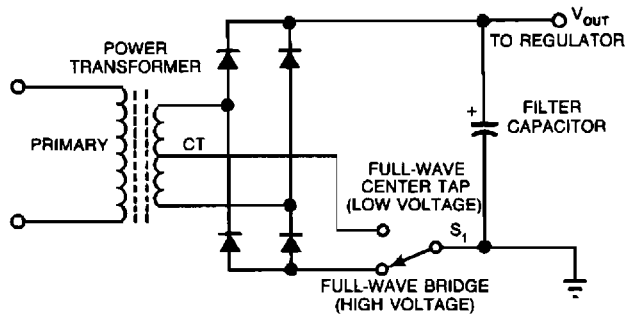 V_OUT
TO REGULATOR
POWER
TRANSFORMER
PRIMARY
CT
+
FILTER
CAPACITOR
FULL-WAVE
CENTER TAP
(LOW VOLTAGE)
S1
FULL-WAVE BRIDGE
(HIGH VOLTAGE)